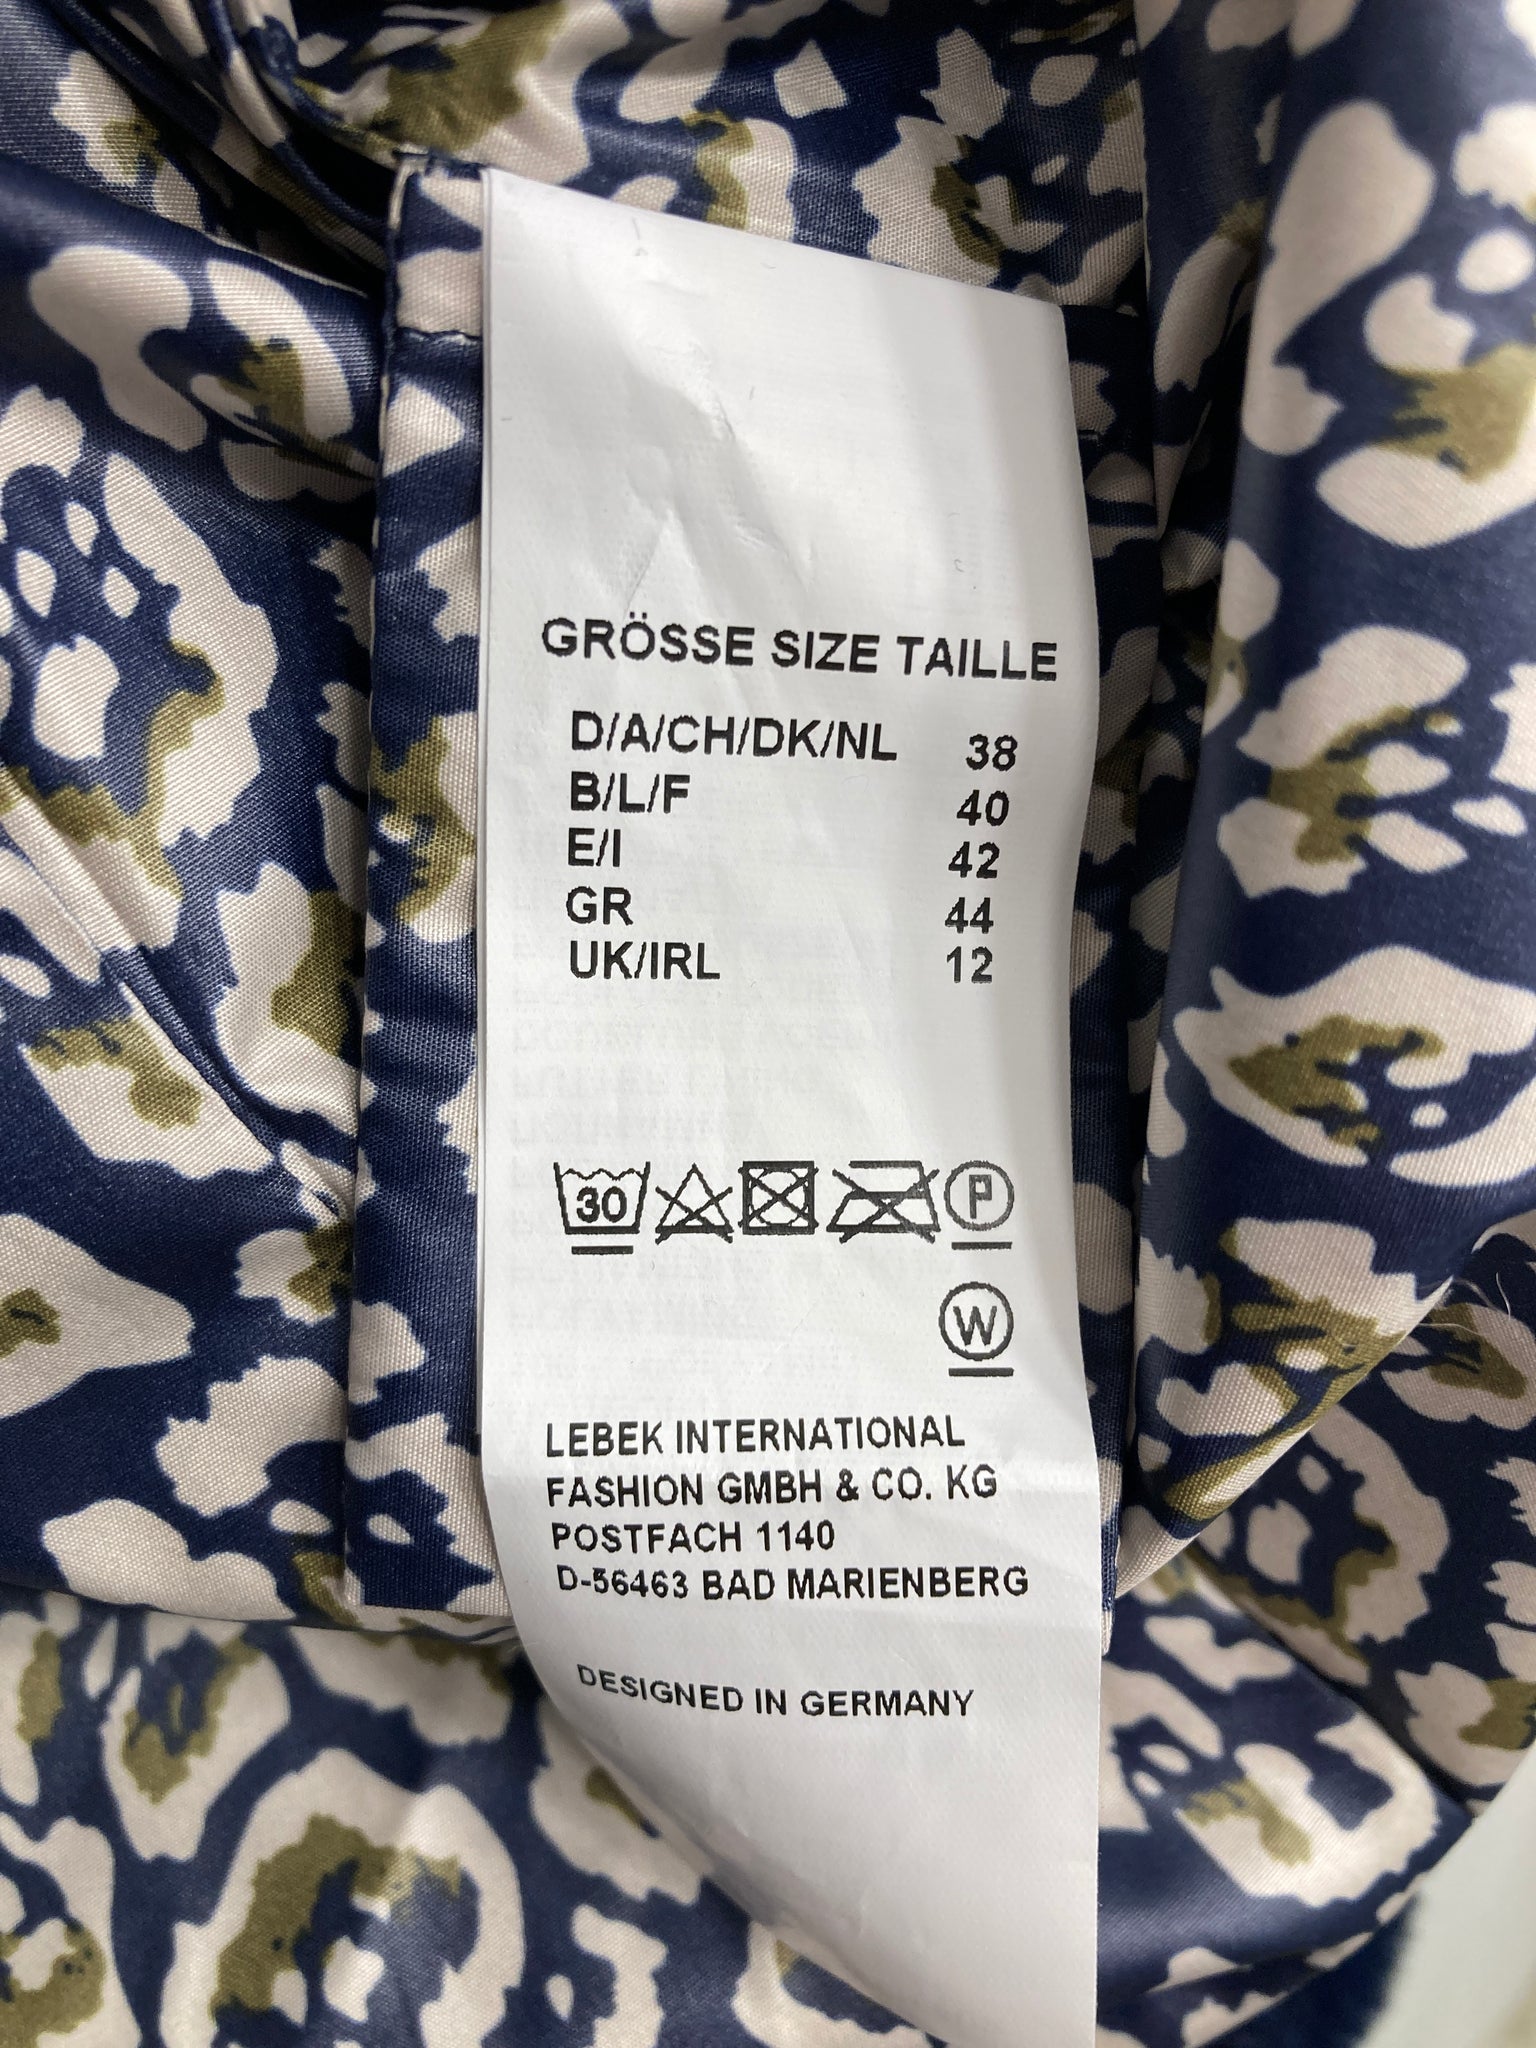 GRÖSSE SIZE TAILLE
D/A/CH/DK/NL 38
B/L/F 40
E/I 42
GR 44
UK/IRL 12
30 P
W
LEBEK INTERNATIONAL
FASHION GMBH & CO. KG
POSTFACH 1140
D-56463 BAD MARIENBERG
DESIGNED IN GERMANY